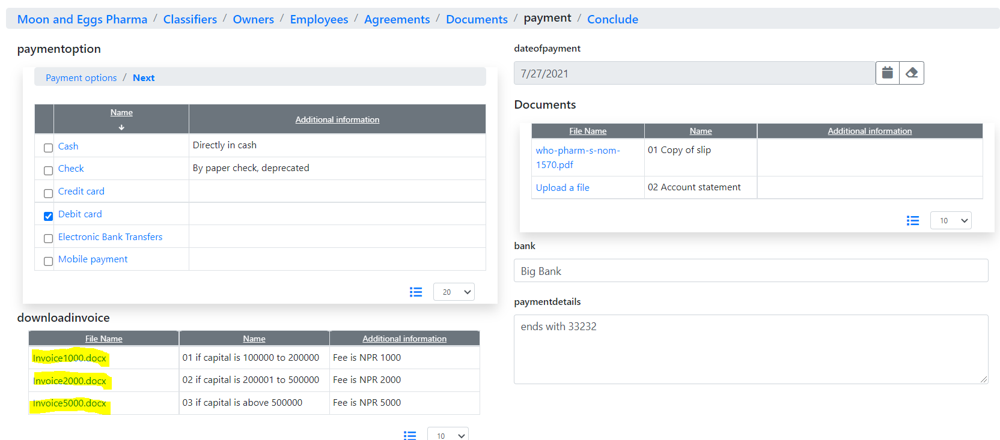 Moon and Eggs Pharma / Classifiers / Owners / Employees / Agreements / Documents / payment / Conclude
paymentoption
Payment options / Next
Name
Additional information
Cash
Directly in cash
Check
By paper check, deprecated
Credit card
Debit card
Electronic Bank Transfers
Mobile payment
20
downloadinvoice
File Name
Name
Additional information
Invoice1000.docx
01 if capital is 100000 to 200000
Fee is NPR 1000
Invoice2000.docx
02 if capital is 200001 to 500000
Fee is NPR 2000
Invoice5000.docx
03 if capital is above 500000
Fee is NPR 5000
10
dateofpayment
7/27/2021
Documents
File Name
Name
Additional information
who-pharm-s-nom-
1570.pdf
01 Copy of slip
Upload a file
02 Account statement
10
bank
Big Bank
paymentdetails
ends with 33232